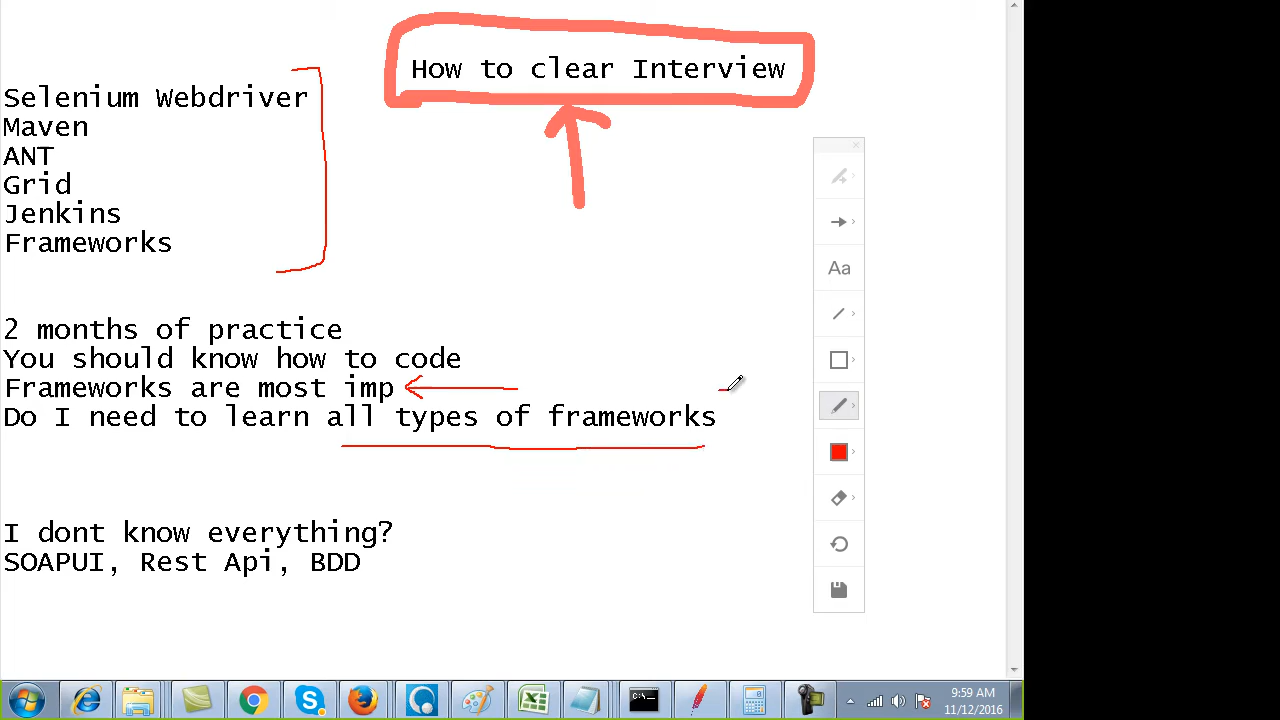 How to clear Interview
Selenium Webdriver
Maven
ANT
Grid
Jenkins
Frameworks
2 months of practice
You should know how to code
Frameworks are most imp
Do I need to learn all types of frameworks
I dont know everything?
SOAPUI, Rest Api, BDD
Aa
C:\_
9:59 AM
11/12/2016